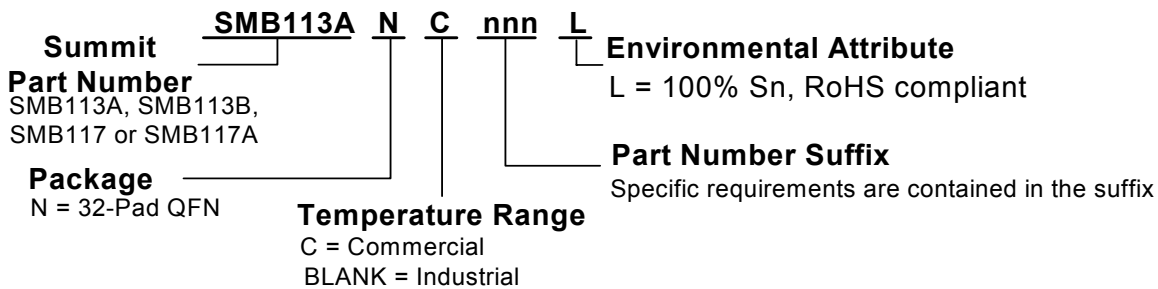 SMB113A N C nnn L
Summit
Part Number
SMB113A, SMB113B,
SMB117 or SMB117A
Environmental Attribute
L = 100% Sn, RoHS compliant
Package
N = 32-Pad QFN
Part Number Suffix
Specific requirements are contained in the suffix
Temperature Range
C = Commercial
BLANK = Industrial